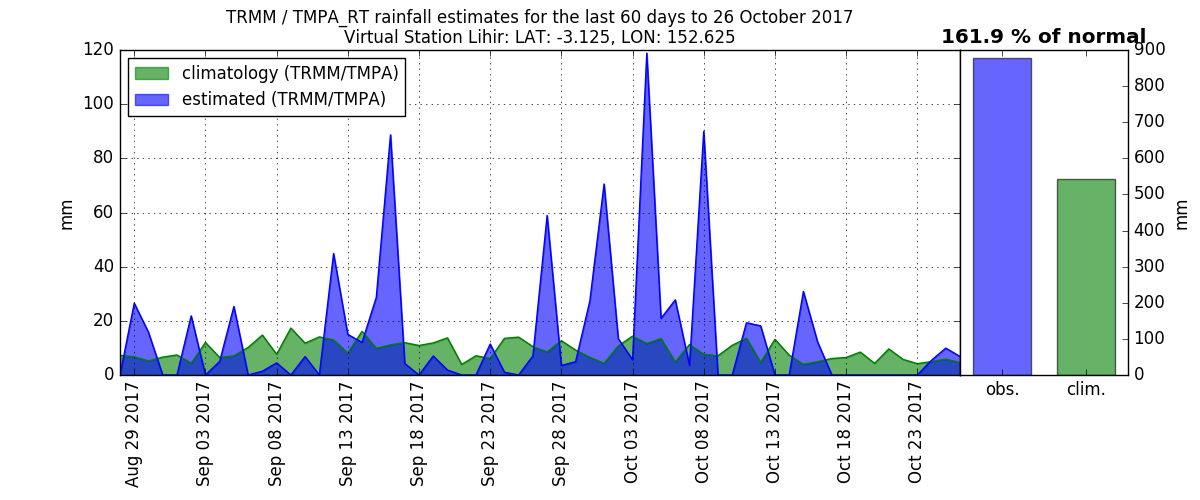 TRMM / TMPA_RT rainfall estimates for the last 60 days to 26 October 2017
Virtual Station Lihir: LAT: -3.125, LON: 152.625
161.9 % of normal
climatology (TRMM/TMPA)
estimated (TRMM/TMPA)
mm
120
100
80
60
40
20
0
Aug 29 2017
Sep 03 2017
Sep 08 2017
Sep 13 2017
Sep 18 2017
Sep 23 2017
Sep 28 2017
Oct 03 2017
Oct 08 2017
Oct 13 2017
Oct 18 2017
Oct 23 2017
900
800
700
600
500
400
300
200
100
0
mm
obs.
clim.